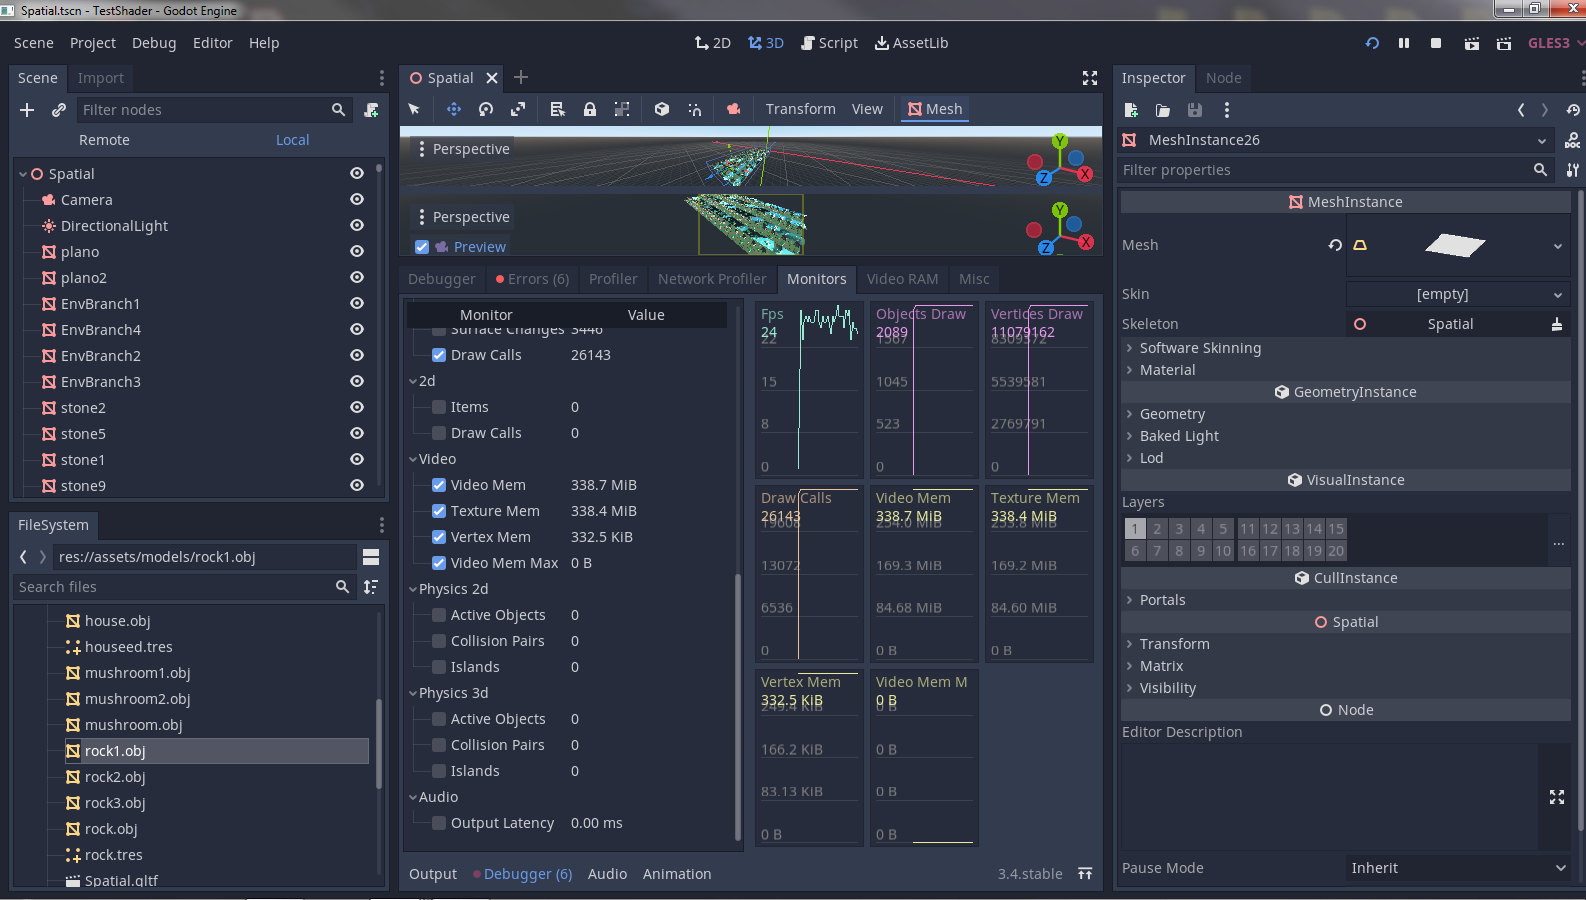 Spatial.tscn - TestShader - Godot Engine
Scene Project Debug Editor Help
2D 3D Script AssetLib
GLES3
Scene Import
Filter nodes
Remote Local
Spatial
Camera
DirectionalLight
plano
plano2
EnvBranch1
EnvBranch4
EnvBranch2
EnvBranch3
stone2
stone5
stone1
stone9
FileSystem
res://assets/models/rock1.obj
Search files
house.obj
houseed.tres
mushroom1.obj
mushroom2.obj
mushroom.obj
rock1.obj
rock2.obj
rock3.obj
rock.obj
rock.tres
Spatial.gltf
Spatial
Transform View Mesh
Perspective
Y
X
Z
Perspective
Preview
Y
X
Z
Debugger Errors (6) Profiler Network Profiler Monitors Video RAM Misc
Monitor Value
Surface Changes 3446
Draw Calls 26143
2d
Items 0
Draw Calls 0
Video
Video Mem 338.7 MiB
Texture Mem 338.4 MiB
Vertex Mem 332.5 KiB
Video Mem Max 0 B
Physics 2d
Active Objects 0
Collision Pairs 0
Islands 0
Physics 3d
Active Objects 0
Collision Pairs 0
Islands 0
Audio
Output Latency 0.00 ms
Fps
24
22
15
8
0
Objects Draw
2089
1567
1045
523
0
Vertices Draw
11079162
8309372
5539581
2769791
0
Draw Calls
26143
19608
13072
6536
0
Video Mem
338.7 MiB
254.0 MiB
169.3 MiB
84.68 MiB
0 B
Texture Mem
338.4 MiB
253.8 MiB
169.2 MiB
84.60 MiB
0 B
Vertex Mem
332.5 KiB
249.4 KiB
166.2 KiB
83.13 KiB
0 B
Video Mem M
0 B
0 B
0 B
0 B
0 B
Output Debugger (6) Audio Animation
3.4.stable
Inspector Node
MeshInstance26
Filter properties
MeshInstance
Mesh
Skin [empty]
Skeleton Spatial
Software Skinning
Material
GeometryInstance
Geometry
Baked Light
Lod
VisualInstance
Layers
1 2 3 4 5 11 12 13 14 15
6 7 8 9 10 16 17 18 19 20
...
CullInstance
Portals
Spatial
Transform
Matrix
Visibility
Node
Editor Description
Pause Mode Inherit